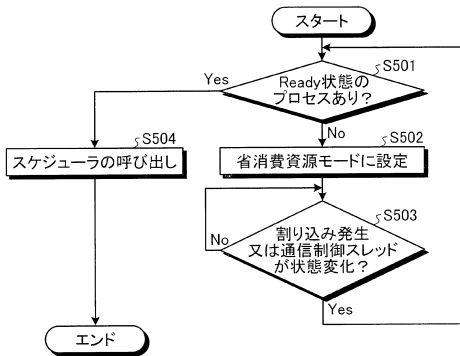 スタート
S501
Ready状態の
プロセスあり?
Yes
No
S504
スケジューラの呼び出し
S502
省消費資源モードに設定
S503
割り込み発生
又は通信制御スレッド
が状態変化?
No
Yes
エンド